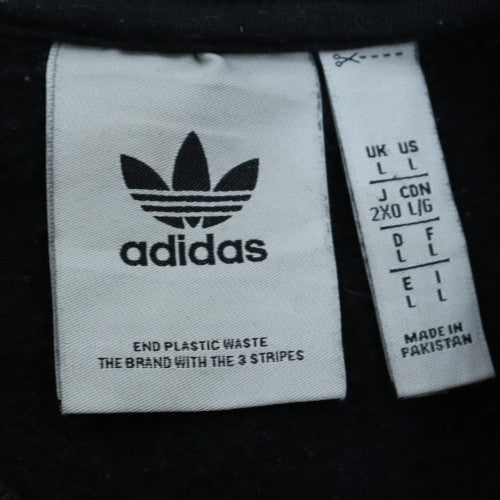 adidas
END PLASTIC WASTE
THE BRAND WITH THE 3 STRIPES
UK US
L L
J CDN
2XO L/G
D F
L L
E I
L L
MADE IN
PAKISTAN